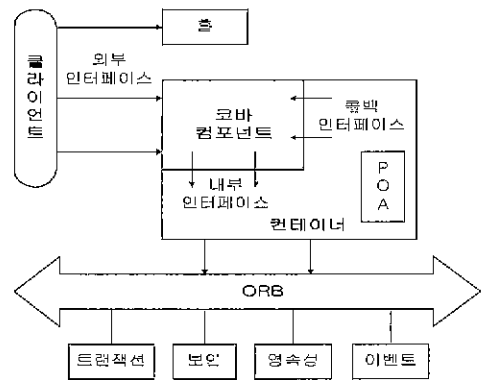 홈
클라이언트
외부
인터페이스
코바
컴포넌트
콜백
인터페이스
POA
내부
인터페이스
컨테이너
ORB
트랜잭션
보안
영속성
이벤트